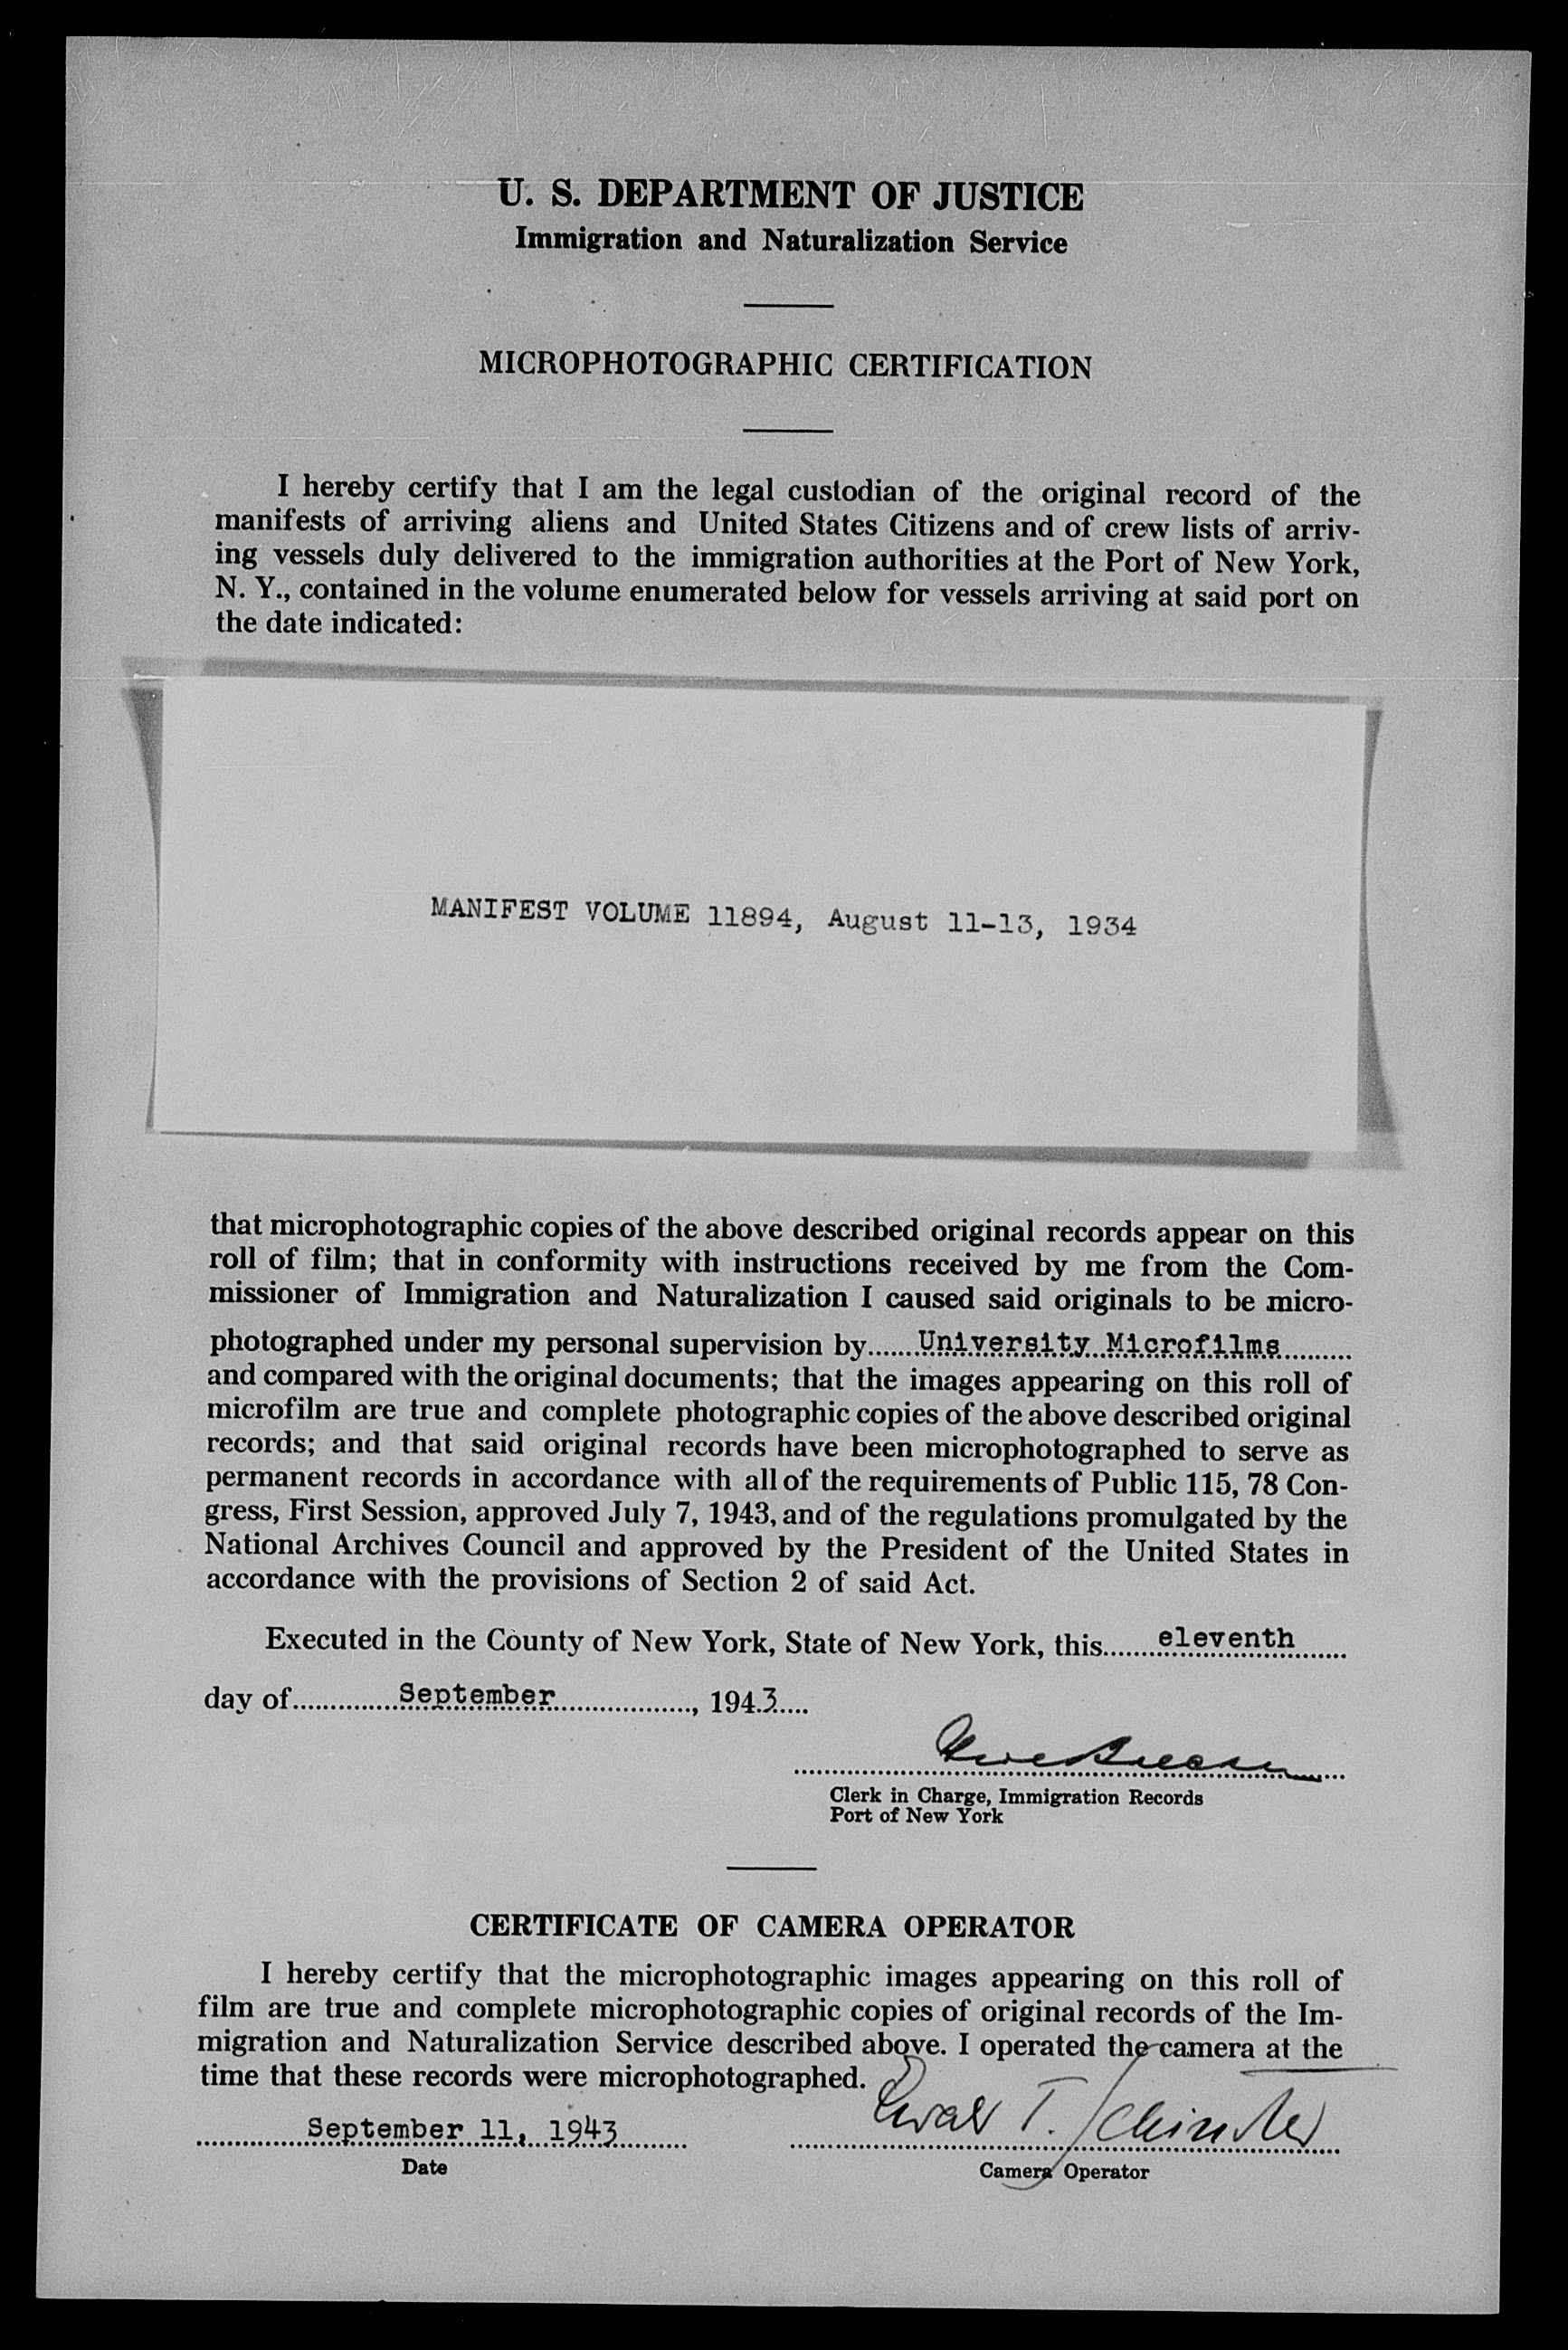 U. S. DEPARTMENT OF JUSTICE
Immigration and Naturalization Service
MICROPHOTOGRAPHIC CERTIFICATION
I hereby certify that I am the legal custodian of the original record of the
manifests of arriving aliens and United States Citizens and of crew lists of arriv-
ing vessels duly delivered to the immigration authorities at the Port of New York,
N. Y., contained in the volume enumerated below for vessels arriving at said port on
the date indicated:
MANIFEST VOLUME 11894, August 11-13, 1934
that microphotographic copies of the above described original records appear on this
roll of film; that in conformity with instructions received by me from the Com-
missioner of Immigration and Naturalization I caused said originals to be micro-
photographed under my personal supervision by University Microfilms
and compared with the original documents; that the images appearing on this roll of
microfilm are true and complete photographic copies of the above described original
records; and that said original records have been microphotographed to serve as
permanent records in accordance with all of the requirements of Public 115, 78 Con-
gress, First Session, approved July 7, 1943, and of the regulations promulgated by the
National Archives Council and approved by the President of the United States in
accordance with the provisions of Section 2 of said Act.
Executed in the County of New York, State of New York, this eleventh
day of September, 1943
Clerk in Charge, Immigration Records
Port of New York
CERTIFICATE OF CAMERA OPERATOR
I hereby certify that the microphotographic images appearing on this roll of
film are true and complete microphotographic copies of original records of the Im-
migration and Naturalization Service described above. I operated the camera at the
time that these records were microphotographed.
September 11, 1943 T.
Date Camera Operator